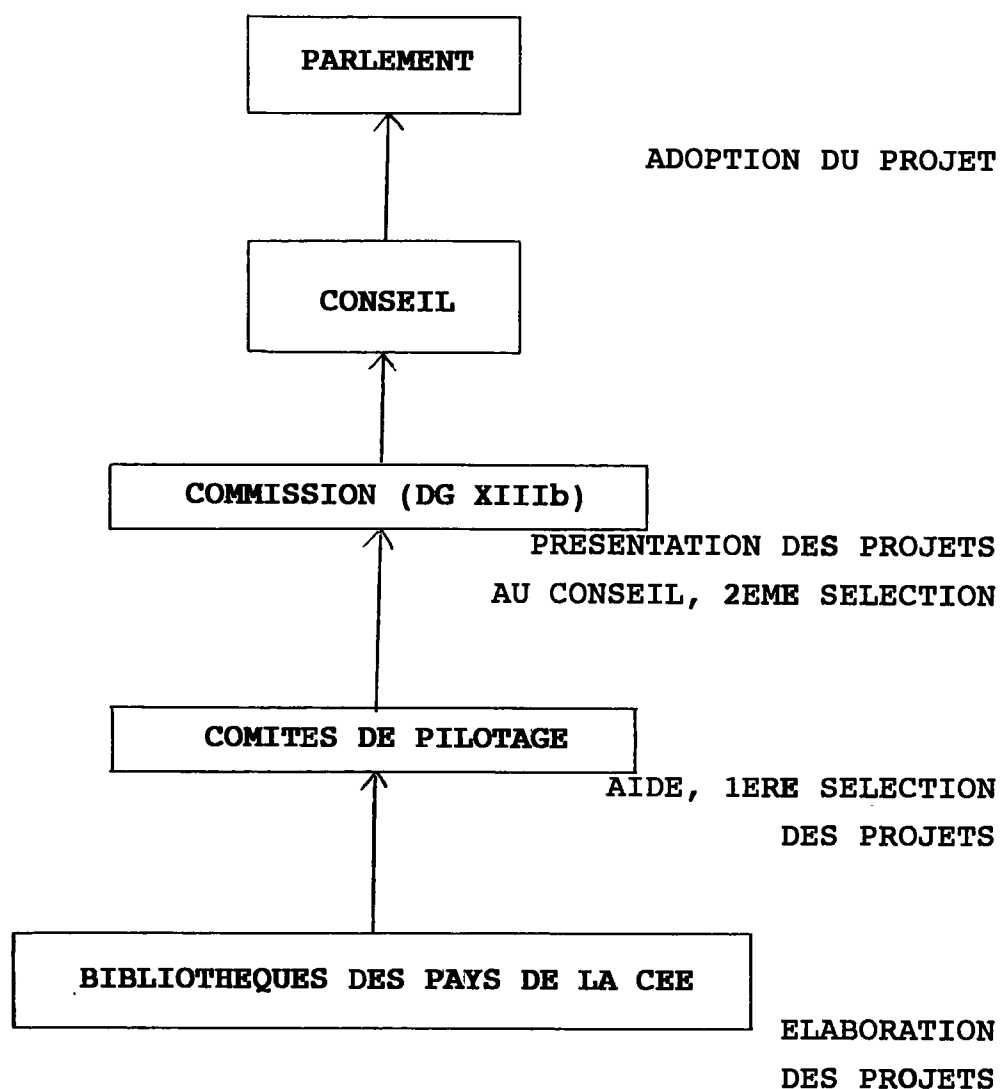 PARLEMENT
ADOPTION DU PROJET
CONSEIL
COMMISSION (DG XIIIb)
PRESENTATION DES PROJETS
AU CONSEIL, 2EME SELECTION
COMITES DE PILOTAGE
AIDE, 1ERE SELECTION
DES PROJETS
BIBLIOTHEQUES DES PAYS DE LA CEE
ELABORATION
DES PROJETS